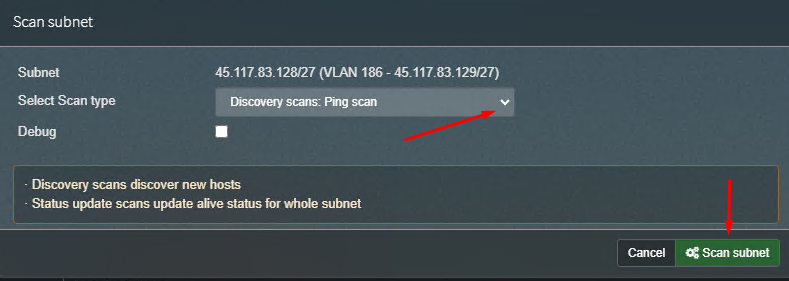 Scan subnet
Subnet 45.117.83.128/27 (VLAN 186 - 45.117.83.129/27)
Select Scan type Discovery scans: Ping scan
Debug
· Discovery scans discover new hosts
· Status update scans update alive status for whole subnet
Cancel Scan subnet